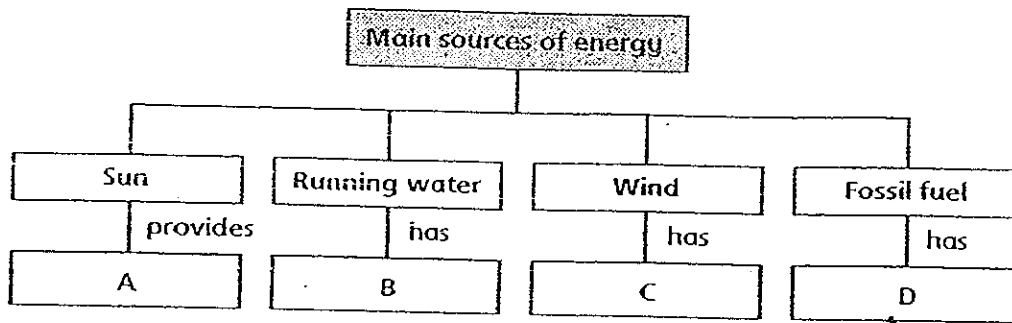 Main sources of energy
Sun
Running water
Wind
Fossil fuel
provides
has
has
has
A
B
C
D